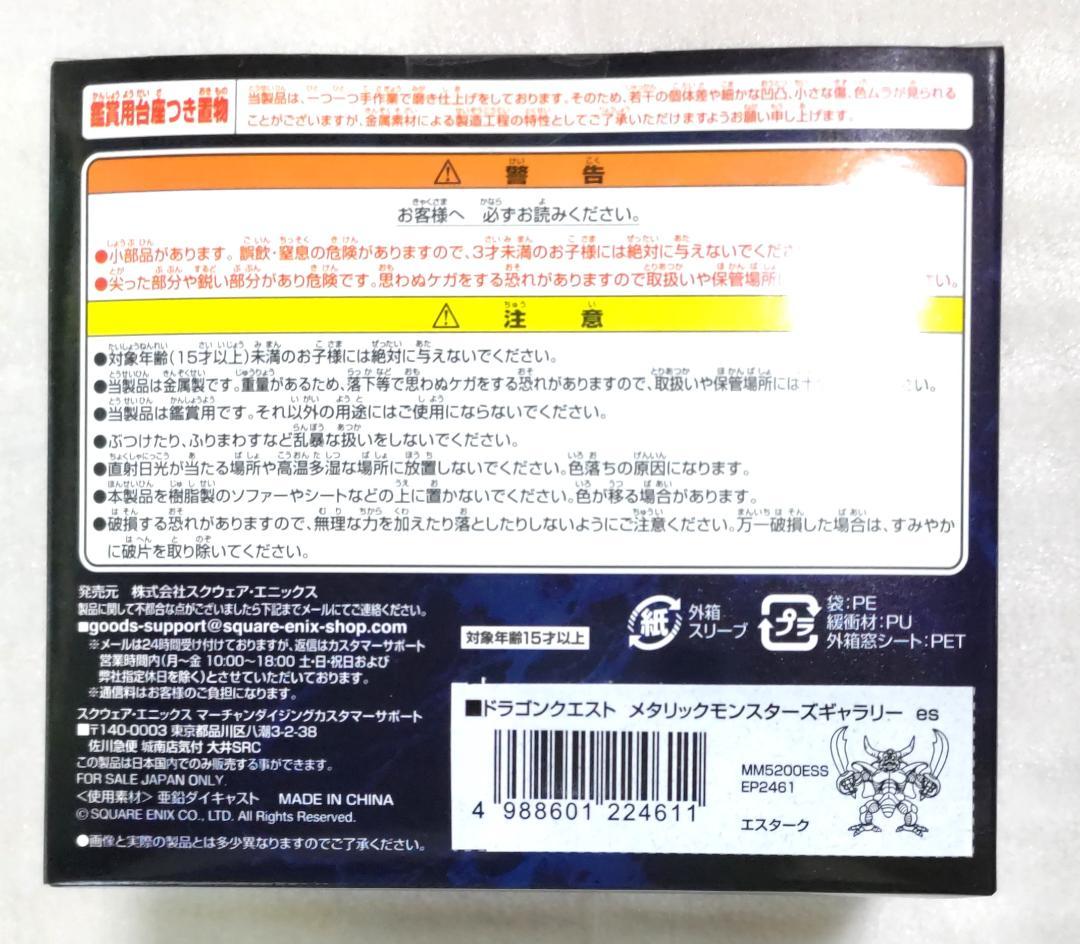 鑑賞用台座つき置物
当製品は、一つ一つ手作業で磨き仕上げをしております。そのため、若干の個体差や細かな凹凸、小さな傷、色ムラが見られる
ことがございますが、金属素材による製造工程の特性としてご了承いただけますようお願い申し上げます。
⚠ 警告
お客様へ 必ずお読みください。
●小部品があります。誤飲・窒息の危険がありますので、3才未満のお子様には絶対に与えないでくだ
●尖った部分や鋭い部分があり危険です。思わぬケガをする恐れがありますので取扱いや保管場所 い。
⚠ 注意
●対象年齢(15才以上)未満のお子様には絶対に与えないでください。
●当製品は金属製です。重量があるため、落下等で思わぬケガをする恐れがありますので、取扱いや保管場所には い。
●当製品は鑑賞用です。それ以外の用途にはご使用にならないでください。
●ぶつけたり、ふりまわすなど乱暴な扱いをしないでください。
●直射日光が当たる場所や高温多湿な場所に放置しないでください。色落ちの原因になります。
●本製品を樹脂製のソファーやシートなどの上に置かないでください。色が移る場合があります。
●破損する恐れがありますので、無理な力を加えたり落としたりしないようにご注意ください。万一破損した場合は、すみやか
に破片を取り除いてください。
発売元 株式会社スクウェア・エニックス
製品に関して不都合な点がございましたら下記までメールにてご連絡ください。
■goods-support@square-enix-shop.com
※メールは24時間受け付けておりますが、返信はカスタマーサポート
営業時間内(月～金 10:00～18:00 土・日・祝日および
弊社指定休日を除く)とさせていただいております。
※通信料はお客様のご負担になります。
スクウェア・エニックス マーチャンダイジングカスタマーサポート
■〒140-0003 東京都品川区八潮3-2-38
佐川急便 城南店気付 大井SRC
この製品は日本国内でのみ販売する事ができます。
FOR SALE JAPAN ONLY.
<使用素材> 亜鉛ダイキャスト MADE IN CHINA
© SQUARE ENIX CO., LTD. All Rights Reserved.
●画像と実際の製品とは多少異なりますのでご了承ください。
対象年齢15才以上
紙
外箱
スリーブ
プラ
袋:PE
緩衝材:PU
外箱窓シート:PET
■ドラゴンクエスト メタリックモンスターズギャラリー es
4 988601 224611
MM5200ESS
EP2461
エスターク